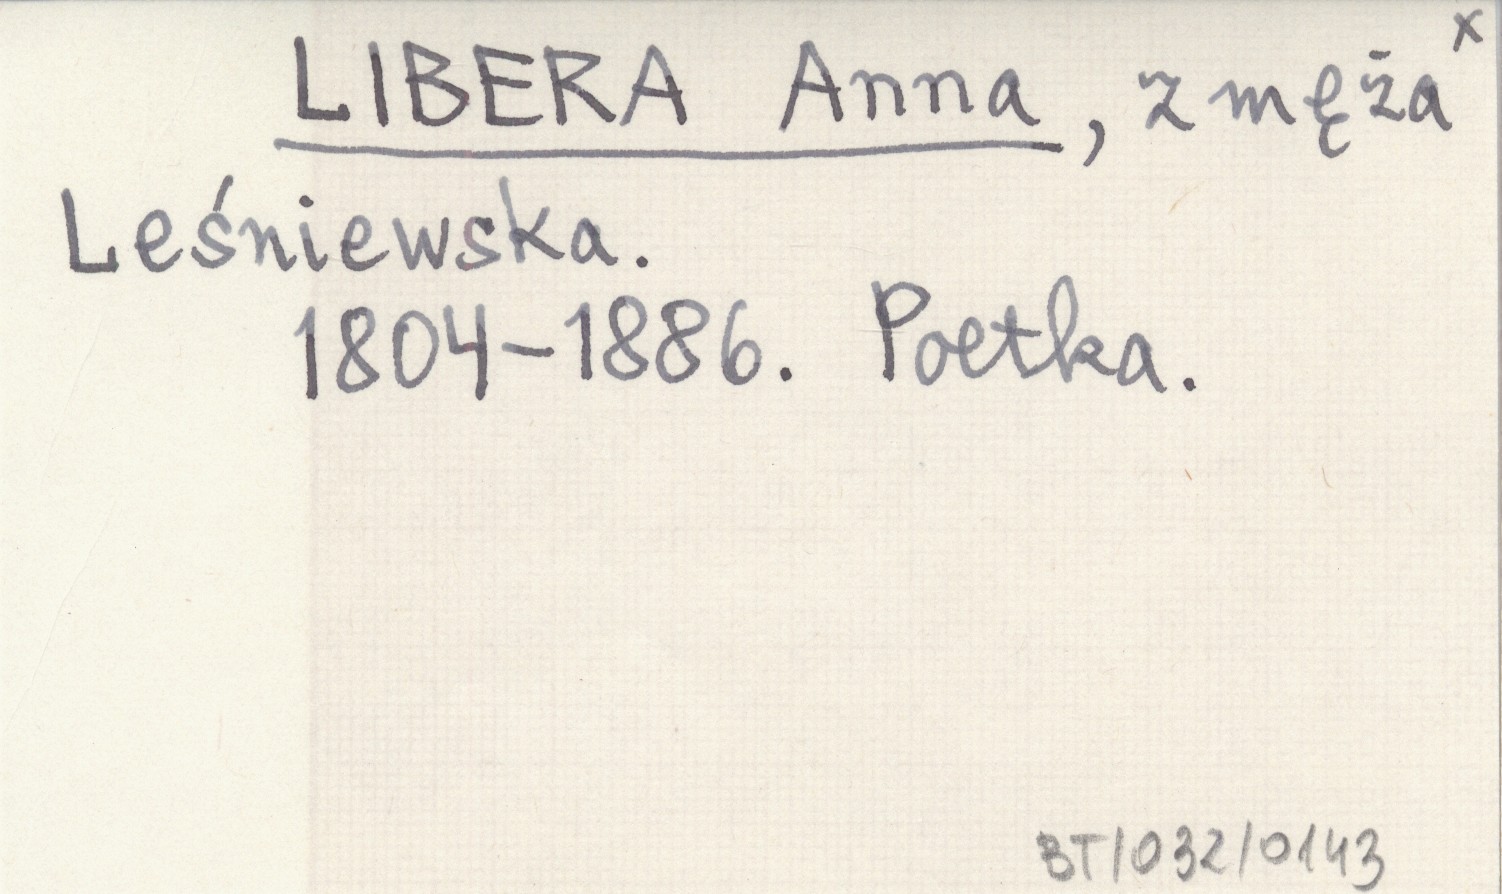 LIBERA Anna, z męża x
Leśniewska.
1804-1886. Poetka.
BT/032/0143